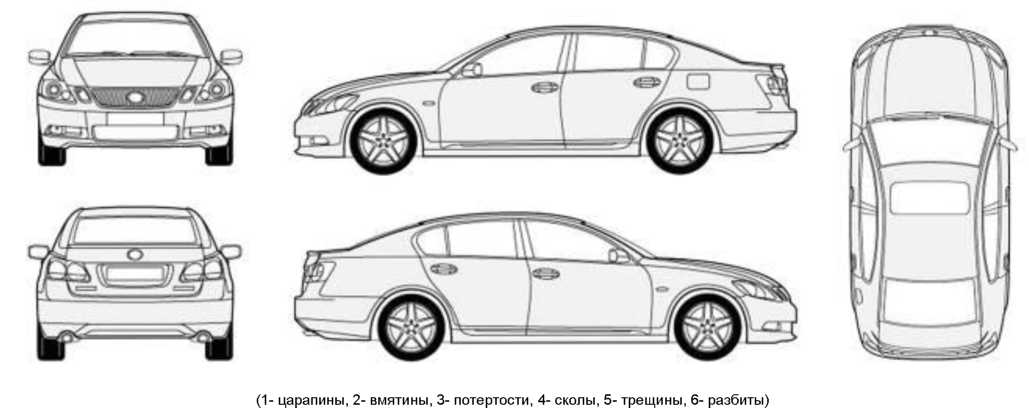 (1- царапины, 2- вмятины, 3- потертости, 4- сколы, 5- трещины, 6- разбиты)